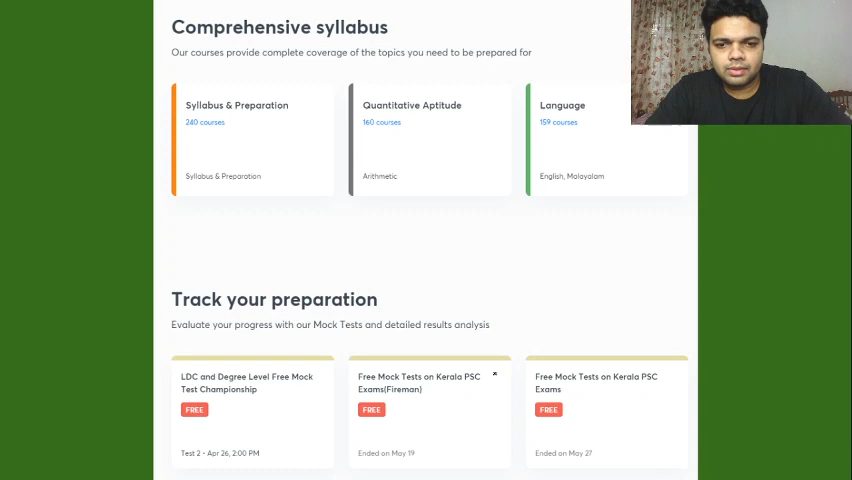 Comprehensive syllabus
Our courses provide complete coverage of the topics you need to be prepared for
Syllabus & Preparation
240 courses
Syllabus & Preparation
Quantitative Aptitude
160 courses
Arithmetic
Language
159 courses
English, Malayalam
Track your preparation
Evaluate your progress with our Mock Tests and detailed results analysis
LDC and Degree Level Free Mock
Test Championship
FREE
Test 2 • Apr 26, 2:00 PM
Free Mock Tests on Kerala PSC
Exams(Fireman)
FREE
Ended on May 19
Free Mock Tests on Kerala PSC
Exams
FREE
Ended on May 27